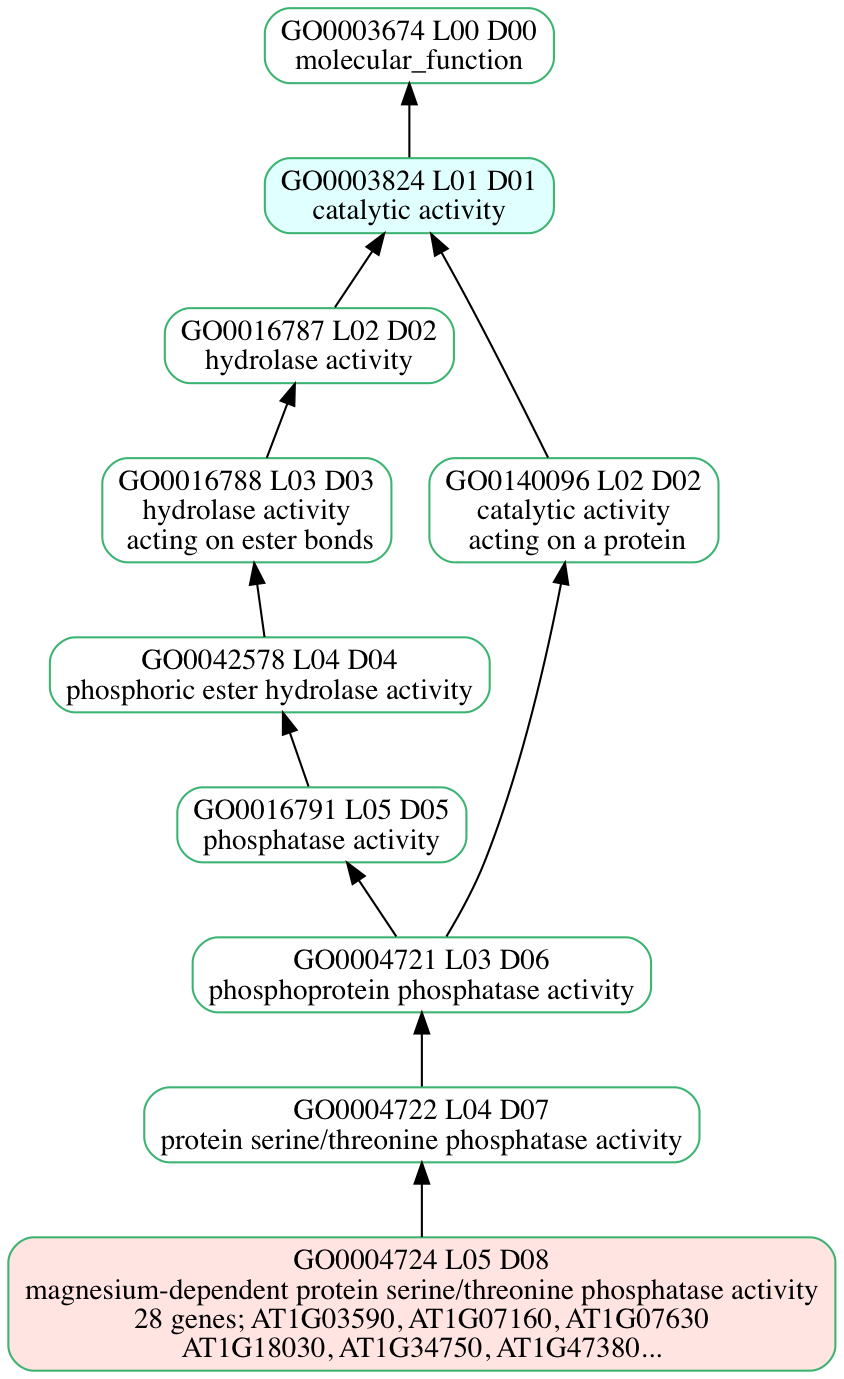 GO0003674 L00 D00
molecular_function
GO0003824 L01 D01
catalytic activity
GO0016787 L02 D02
hydrolase activity
GO0016788 L03 D03
hydrolase activity
acting on ester bonds
GO0140096 L02 D02
catalytic activity
acting on a protein
GO0042578 L04 D04
phosphoric ester hydrolase activity
GO0016791 L05 D05
phosphatase activity
GO0004721 L03 D06
phosphoprotein phosphatase activity
GO0004722 L04 D07
protein serine/threonine phosphatase activity
GO0004724 L05 D08
magnesium-dependent protein serine/threonine phosphatase activity
28 genes; AT1G03590, AT1G07160, AT1G07630
AT1G18030, AT1G34750, AT1G47380...